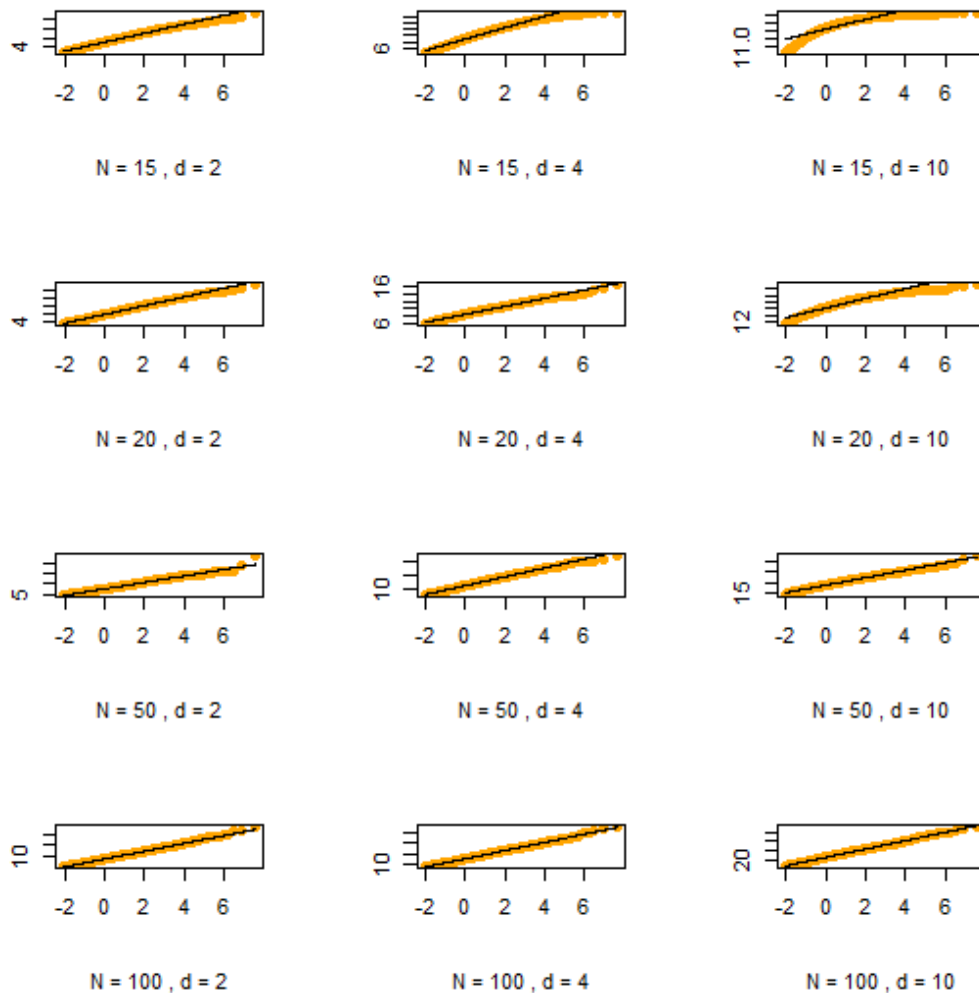 4 6 11.0
-2 0 2 4 6 -2 0 2 4 6 -2 0 2 4 6
N = 15 , d = 2 N = 15 , d = 4 N = 15 , d = 10
4 6 16 12
-2 0 2 4 6 -2 0 2 4 6 -2 0 2 4 6
N = 20 , d = 2 N = 20 , d = 4 N = 20 , d = 10
5 10 15
-2 0 2 4 6 -2 0 2 4 6 -2 0 2 4 6
N = 50 , d = 2 N = 50 , d = 4 N = 50 , d = 10
10 10 20
-2 0 2 4 6 -2 0 2 4 6 -2 0 2 4 6
N = 100 , d = 2 N = 100 , d = 4 N = 100 , d = 10